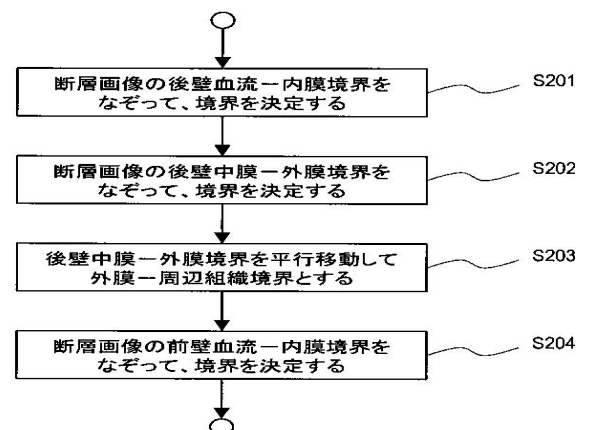 断層画像の後壁血流ー内膜境界を
なぞって、境界を決定する
S201
断層画像の後壁中膜ー外膜境界を
なぞって、境界を決定する
S202
後壁中膜ー外膜境界を平行移動して
外膜ー周辺組織境界とする
S203
断層画像の前壁血流ー内膜境界を
なぞって、境界を決定する
S204